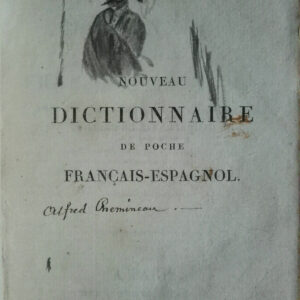 NOUVEAU
DICTIONNAIRE
DE POCHE
FRANÇAIS-ESPAGNOL.
Alfred